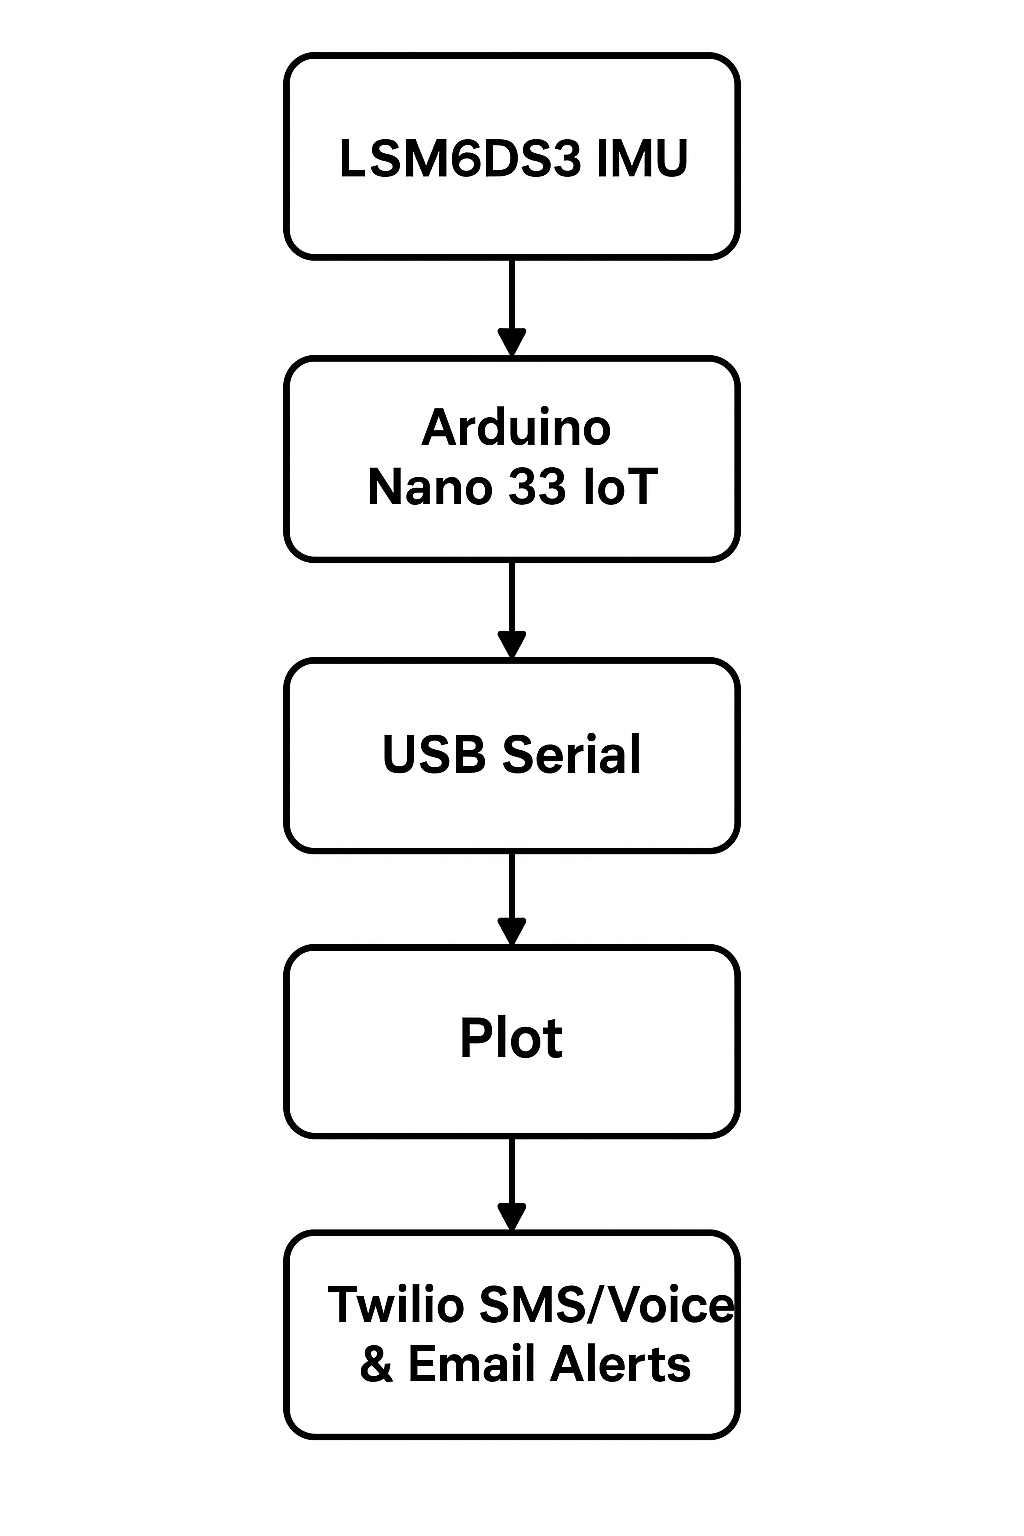 LSM6DS3 IMU
Arduino
Nano 33 IoT
USB Serial
Plot
Twilio SMS/Voice
& Email Alerts